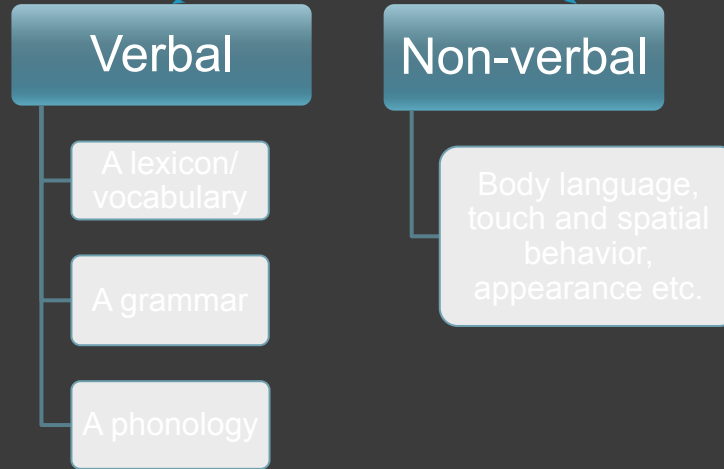 Verbal
A lexicon/
vocabulary
A grammar
A phonology
Non-verbal
Body language,
touch and spatial
behavior,
appearance etc.